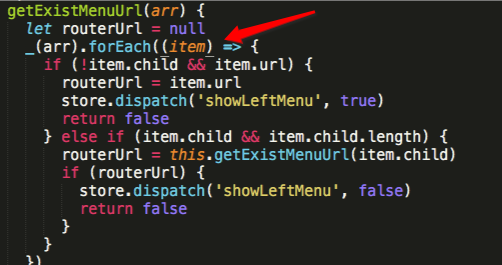 getExistMenuUrl(arr) {
let routerUrl = null
_(arr).forEach((item) => {
if (!item.child && item.url) {
routerUrl = item.url
store.dispatch('showLeftMenu', true)
return false
} else if (item.child && item.child.length) {
routerUrl = this.getExistMenuUrl(item.child)
if (routerUrl) {
store.dispatch('showLeftMenu', false)
return false
}
}
})